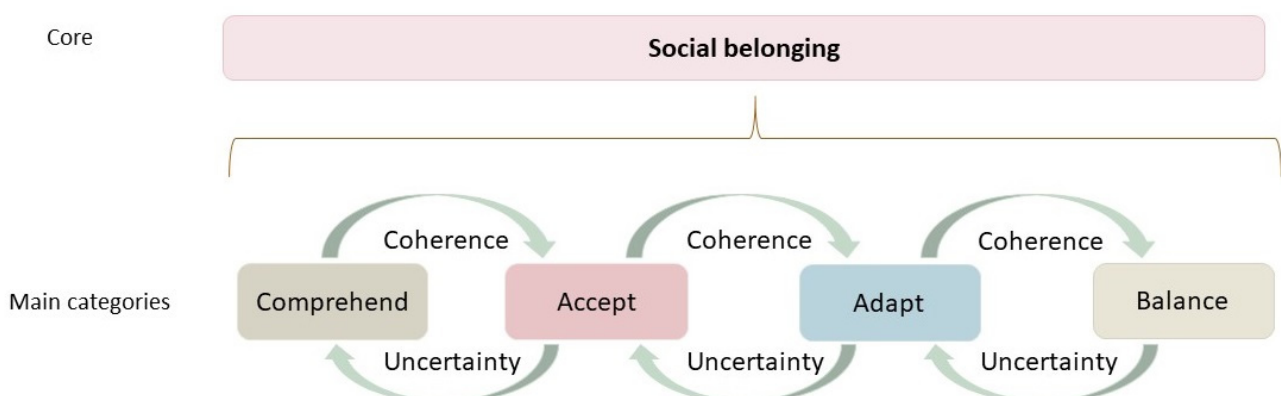 Core
Social belonging
Coherence
Coherence
Coherence
Main categories
Comprehend
Accept
Adapt
Balance
Uncertainty
Uncertainty
Uncertainty